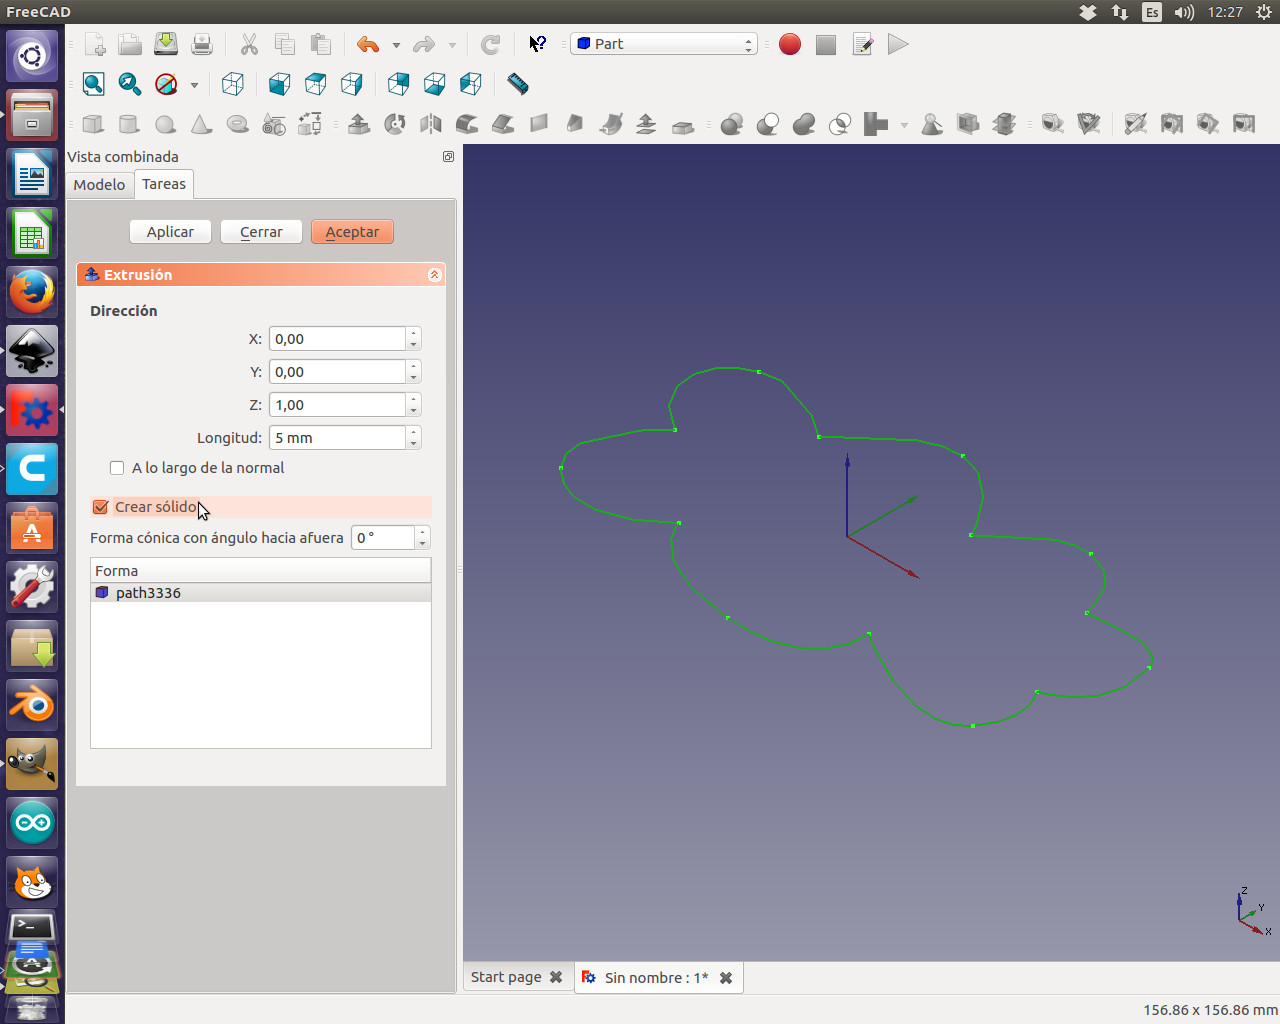 FreeCAD
Es
12:27
Part
Vista combinada
Modelo
Tareas
Aplicar
Cerrar
Aceptar
Extrusión
Dirección
X: 0,00
Y: 0,00
Z: 1,00
Longitud: 5 mm
A lo largo de la normal
Crear sólido
Forma cónica con ángulo hacia afuera 0 °
Forma
path3336
Z
Y
X
Start page
Sin nombre : 1*
156.86 x 156.86 mm